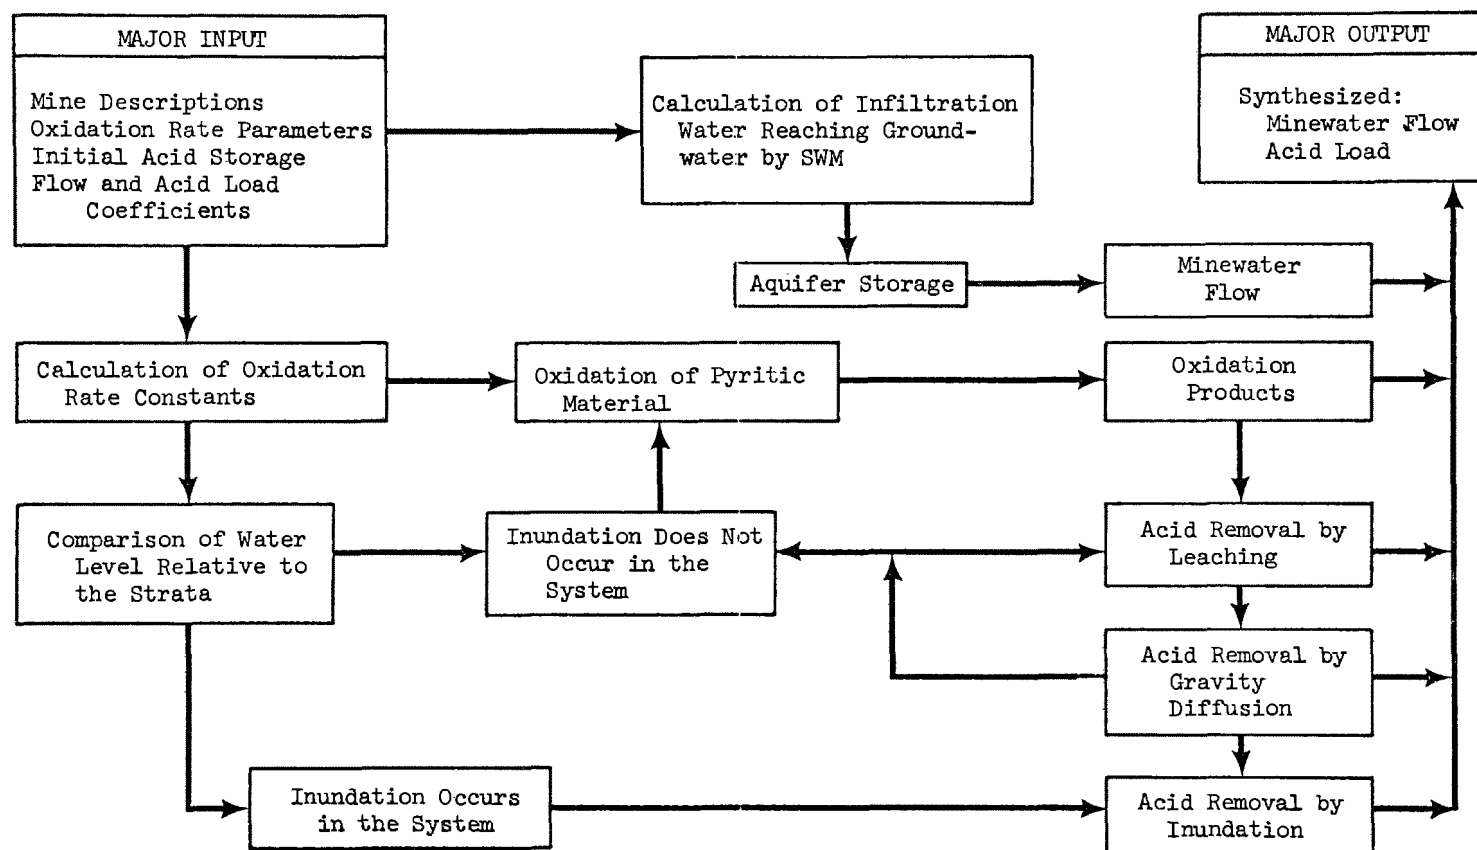 MAJOR INPUT
Mine Descriptions
Oxidation Rate Parameters
Initial Acid Storage
Flow and Acid Load
Coefficients
Calculation of Infiltration
Water Reaching Ground-
water by SWM
MAJOR OUTPUT
Synthesized:
Minewater Flow
Acid Load
Aquifer Storage
Minewater
Flow
Calculation of Oxidation
Rate Constants
Oxidation of Pyritic
Material
Oxidation
Products
Comparison of Water
Level Relative to
the Strata
Inundation Does Not
Occur in the
System
Acid Removal by
Leaching
Acid Removal by
Gravity
Diffusion
Inundation Occurs
in the System
Acid Removal by
Inundation